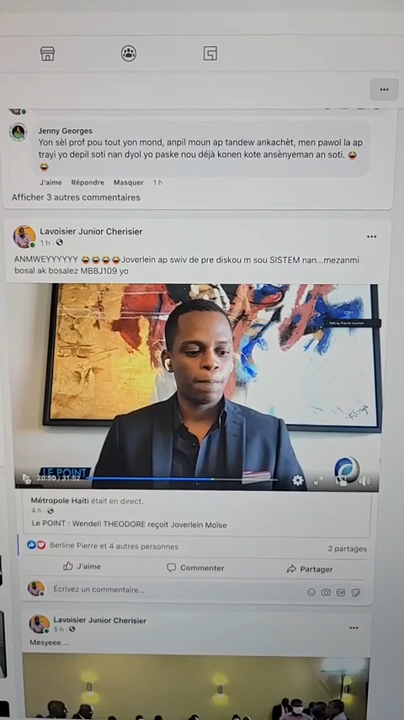 Jenny Georges
Yon sèl prof pou tout yon mond, anpil moun ap tandew ankachèt, men pawol la ap
trayi yo depil soti nan dyol yo paske nou déjà konen kote ansènyeman an soti. 😂
😂
J'aime Répondre Masquer 1 h
Afficher 3 autres commentaires
Lavoisier Junior Cherisier
1 h
ANMWEYYYYYY 😂😂😂😂Joverlein ap swiv de pre diskou m sou SISTEM nan...mezanmi
bosal ak bosalez MBBJ109 yo
LE POINT
Métropole Haiti était en direct.
4 h
Le POINT : Wendell THEODORE reçoit Joverlein Moïse
Berline Pierre et 4 autres personnes
2 partages
J'aime
Commenter
Partager
Écrivez un commentaire...
Lavoisier Junior Cherisier
5 h
Mesyeee....